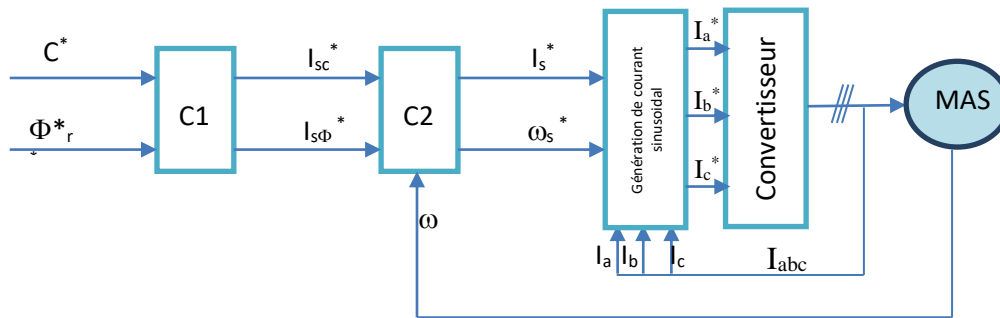 C*
Φ*r
*
C1
Isc*
IsΦ*
C2
Is*
ωs*
ω
Génération de courant
sinusoidal
Ia*
Ib*
Ic*
Convertisseur
MAS
Ia Ib Ic
Iabc